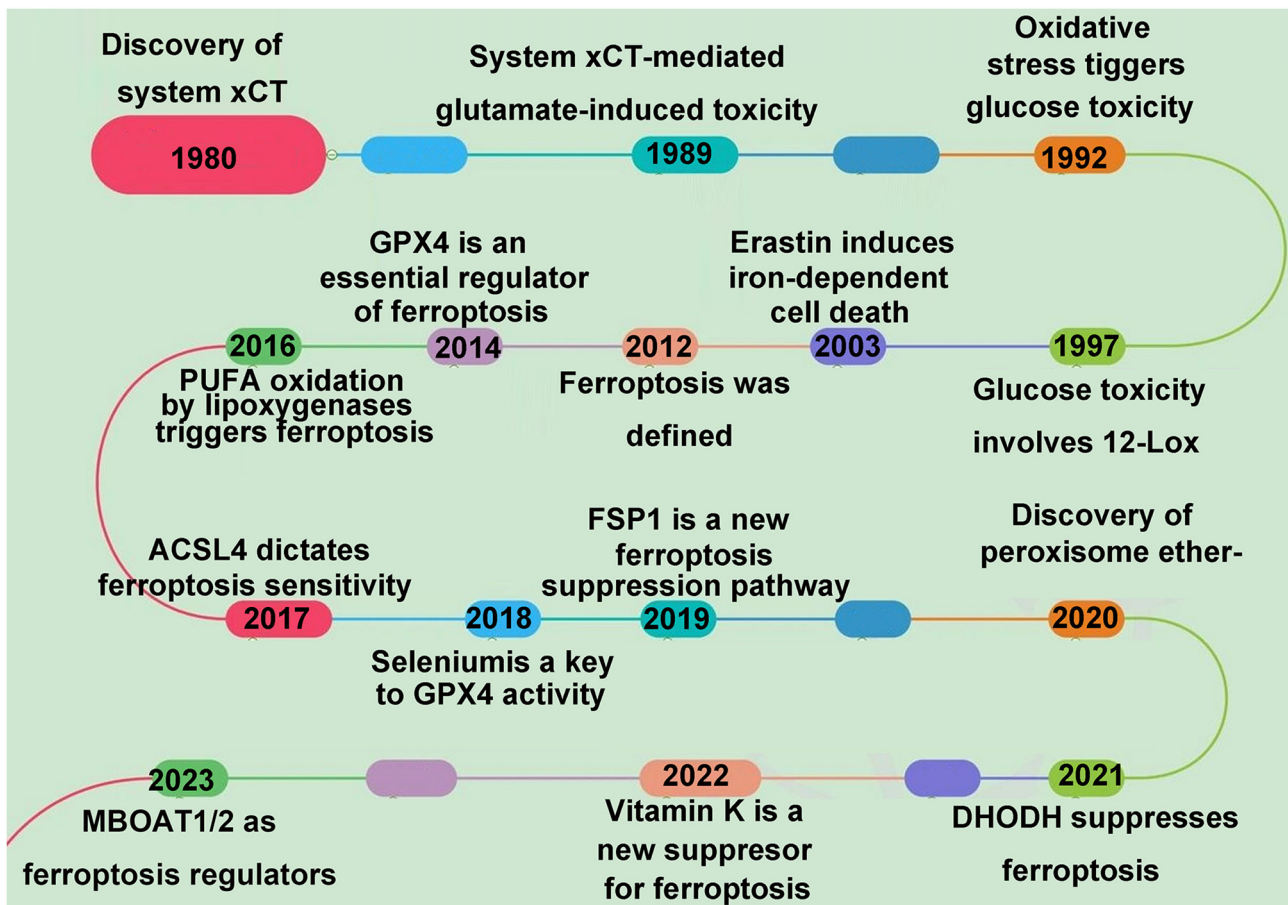 Discovery of
system xCT
1980
System xCT-mediated
glutamate-induced toxicity
1989
Oxidative
stress tiggers
glucose toxicity
1992
1997
Glucose toxicity
involves 12-Lox
Erastin induces
iron-dependent
cell death
2003
2012
Ferroptosis was
defined
GPX4 is an
essential regulator
of ferroptosis
2014
2016
PUFA oxidation
by lipoxygenases
triggers ferroptosis
ACSL4 dictates
ferroptosis sensitivity
2017
2018
Seleniumis a key
to GPX4 activity
FSP1 is a new
ferroptosis
suppression pathway
2019
Discovery of
peroxisome ether-
2020
2021
DHODH suppresses
ferroptosis
2022
Vitamin K is a
new suppresor
for ferroptosis
2023
MBOAT1/2 as
ferroptosis regulators